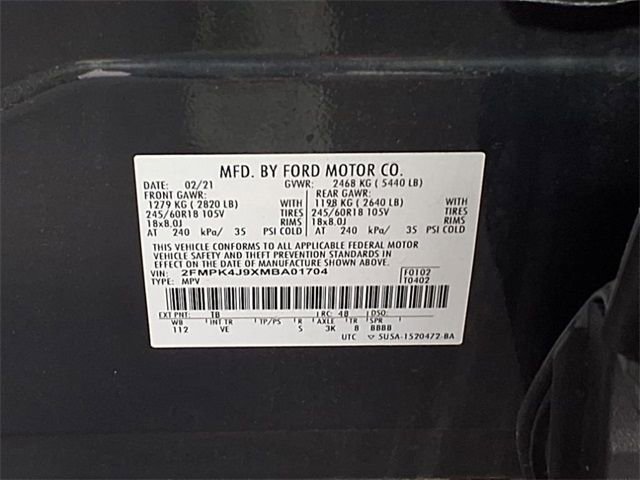 MFD. BY FORD MOTOR CO.
DATE: 02/21 GVWR: 2468 KG ( 5440 LB)
FRONT GAWR: REAR GAWR:
1279 KG ( 2820 LB) WITH 1198 KG ( 2640 LB) WITH
245/60R18 105V TIRES 245/60R18 105V TIRES
18x8.0J RIMS 18x8.0J RIMS
AT 240 kPa/ 35 PSI COLD AT 240 kPa/ 35 PSI COLD
THIS VEHICLE CONFORMS TO ALL APPLICABLE FEDERAL MOTOR
VEHICLE SAFETY AND THEFT PREVENTION STANDARDS IN
EFFECT ON THE DATE OF MANUFACTURE SHOWN ABOVE.
VIN: 2FMPK4J9XMBA01704 F0102
TYPE: MPV T0402
EXT PNT: TB RC: 48 DSO:
WB INT TR TP/PS R AXLE TR SPR
112 VE S 3K 8 BBBB
UTC ▽ 5U5A-1520472-BA